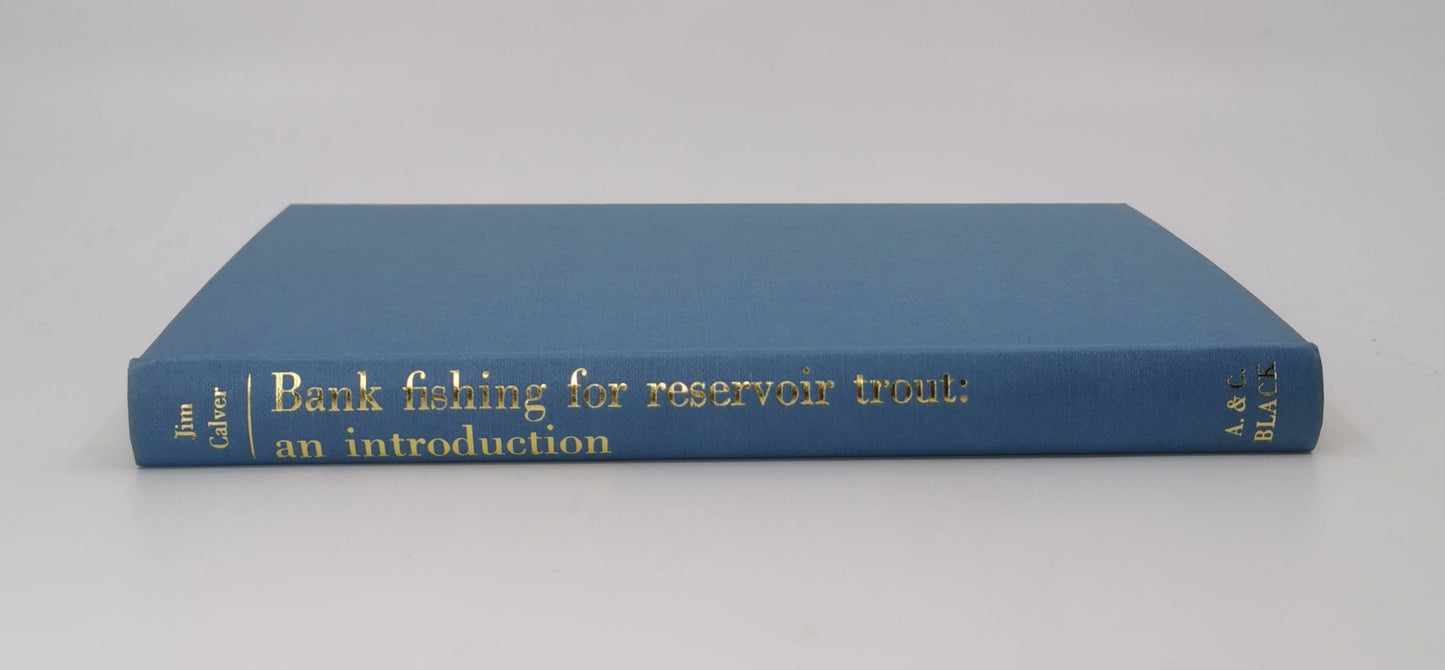 Jim
Calver
Bank fishing for reservoir trout:
an introduction
A. & C.
BLACK